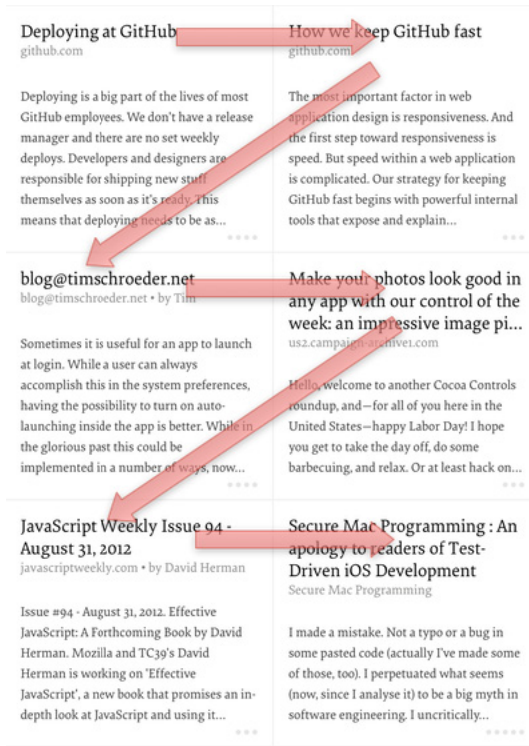 Deploying at GitHub
github.com
Deploying is a big part of the lives of most
GitHub employees. We don't have a release
manager and there are no set weekly
deploys. Developers and designers are
responsible for shipping new stuff
themselves as soon as it's ready. This
means that deploying needs to be as...
How we keep GitHub fast
github.com
The most important factor in web
application design is responsiveness. And
the first step toward responsiveness is
speed. But speed within a web application
is complicated. Our strategy for keeping
GitHub fast begins with powerful internal
tools that expose and explain...
blog@timschroeder.net
blog@timschroeder.net • by Tim
Sometimes it is useful for an app to launch
at login. While a user can always
accomplish this in the system preferences,
having the possibility to turn on auto-
launching inside the app is better. While in
the glorious past this could be
implemented in a number of ways, now...
Make your photos look good in
any app with our control of the
week: an impressive image pi...
us2.campaign-archive1.com
Hello, welcome to another Cocoa Controls
roundup, and—for all of you here in the
United States—happy Labor Day! I hope
you get to take the day off, do some
barbecuing, and relax. Or at least hack on...
JavaScript Weekly Issue 94 -
August 31, 2012
javascriptweekly.com • by David Herman
Issue #94 - August 31, 2012. Effective
JavaScript: A Forthcoming Book by David
Herman. Mozilla and TC39's David
Herman is working on 'Effective
JavaScript', a new book that promises an in-
depth look at JavaScript and using it...
Secure Mac Programming : An
apology to readers of Test-
Driven iOS Development
Secure Mac Programming
I made a mistake. Not a typo or a bug in
some pasted code (actually I've made some
of those, too). I perpetuated what seems
(now, since I analyse it) to be a big myth in
software engineering. I uncritically...